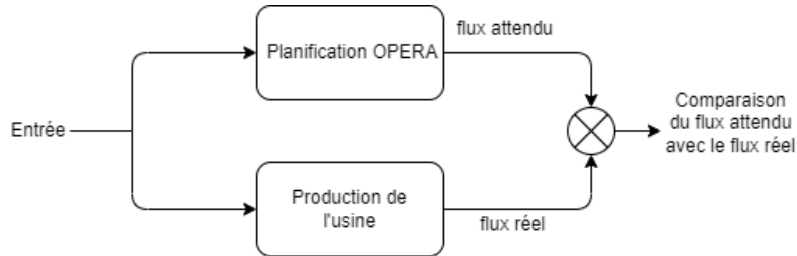 flux attendu
Planification OPERA
Entrée
Comparaison
du flux attendu
avec le flux réel
Production de
l'usine
flux réel